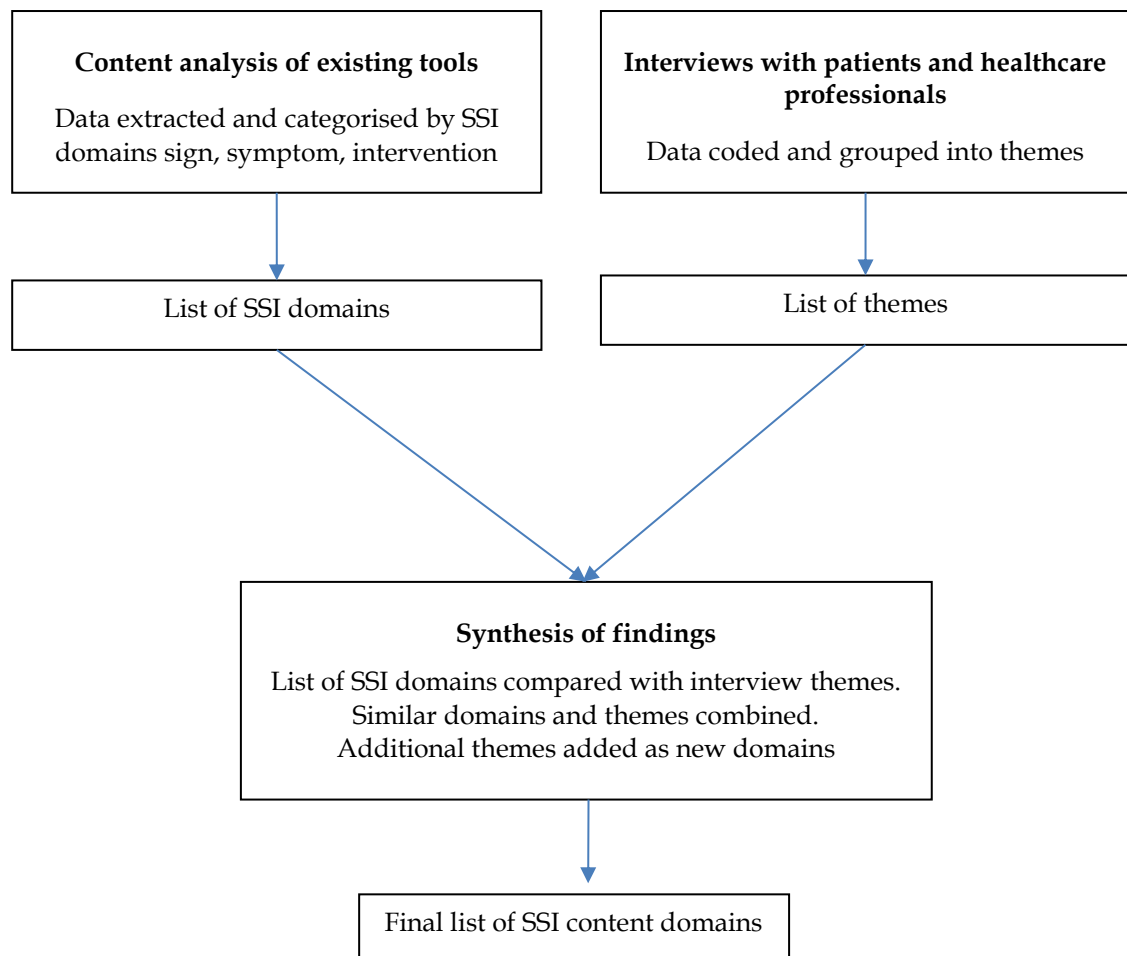 Content analysis of existing tools
Data extracted and categorised by SSI
domains sign, symptom, intervention
Interviews with patients and healthcare
professionals
Data coded and grouped into themes
List of SSI domains
List of themes
Synthesis of findings
List of SSI domains compared with interview themes.
Similar domains and themes combined.
Additional themes added as new domains
Final list of SSI content domains